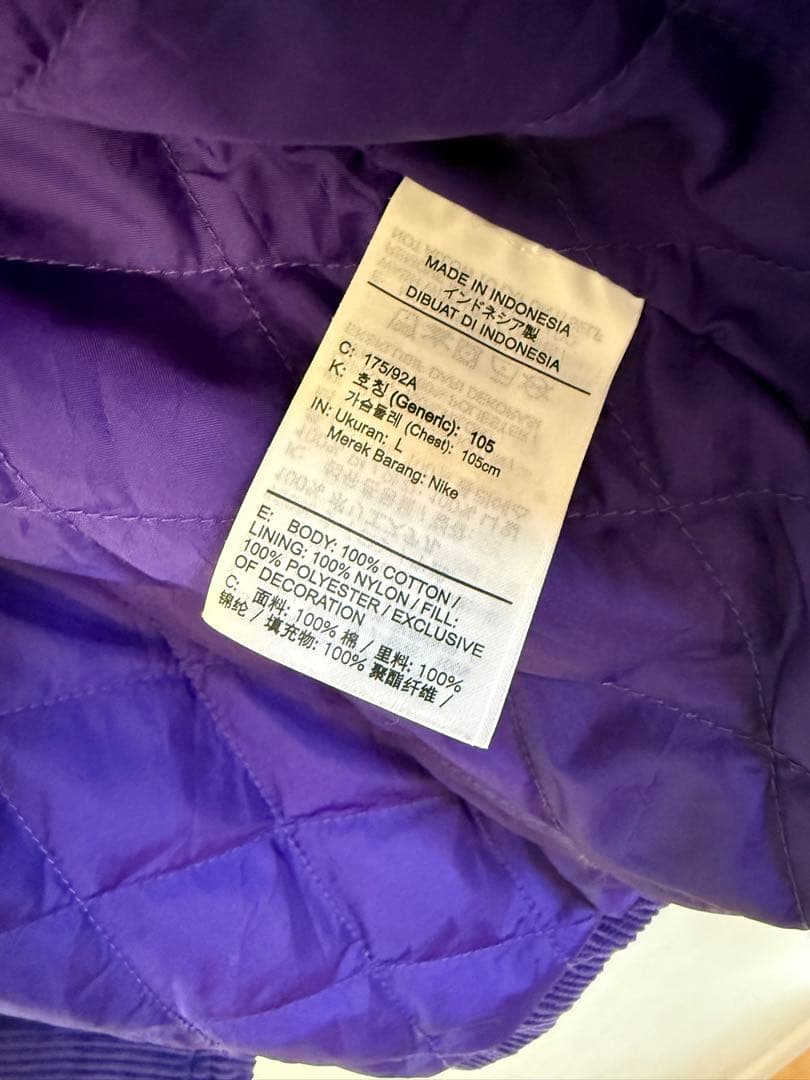 MADE IN INDONESIA
インドネシア製
DIBUAT DI INDONESIA
C: 175/92A
K: 호칭 (Generic): 105
가슴둘레 (Chest): 105cm
IN: Ukuran: L
Merek Barang: Nike
E: BODY: 100% COTTON /
LINING: 100% NYLON / FILL:
100% POLYESTER / EXCLUSIVE
OF DECORATION
C: 面料: 100% 棉 / 里料: 100%
锦纶 / 填充物: 100% 聚酯纤维 /